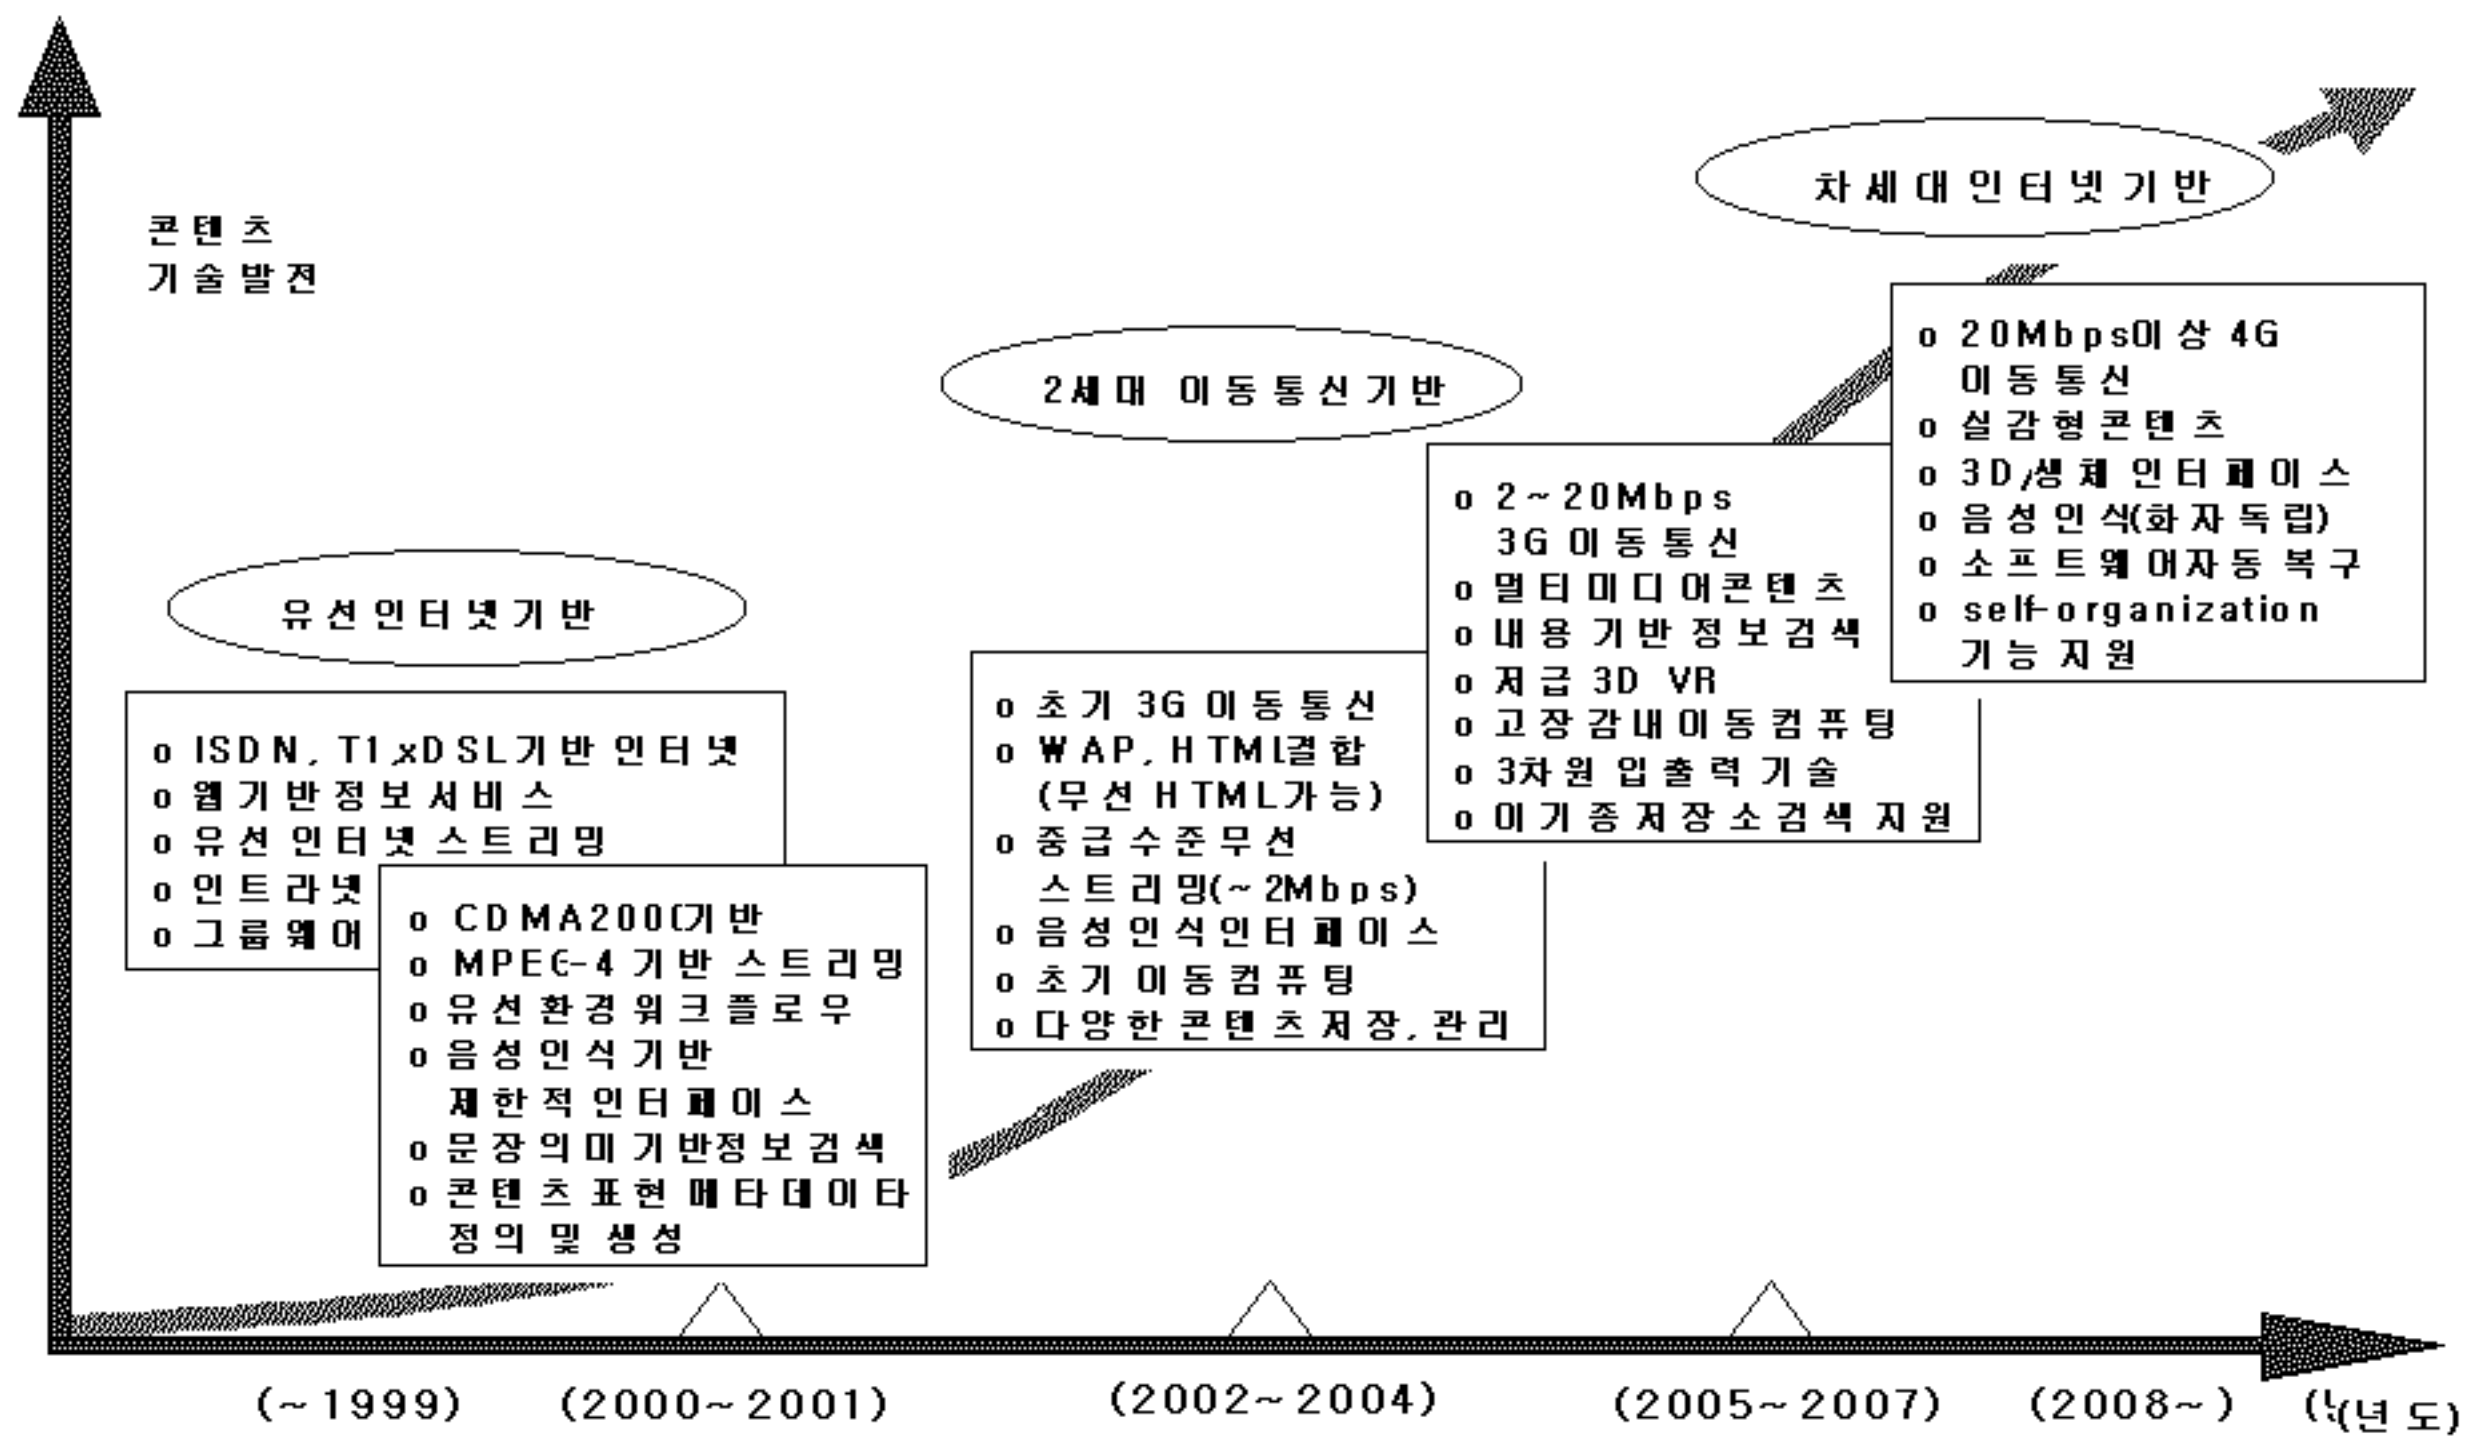 콘텐츠
기술발전
차세대인터넷기반
2세대 이동통신기반
유선인터넷기반
o ISDN, T1,xDSL기반 인터넷
o 웹기반정보서비스
o 유선 인터넷스트리밍
o 인트라넷
o 그룹웨어
o CDMA200(기반
o MPEG-4 기반 스트리밍
o 유선환경워크플로우
o 음성인식기반
제한적인터페이스
o 문장의미기반정보검색
o 콘텐츠표현메타데이타
정의 및 생성
o 초기 3G 이동통신
o WAP, HTML결합
(무선 HTML가능)
o 중급수준무선
스트리밍(~2Mbps)
o 음성인식인터페이스
o 초기 이동컴퓨팅
o 다양한콘텐츠저장,관리
o 2~20Mbps
3G 이동통신
o 멀티미디어콘텐츠
o 내용기반정보검색
o 저급 3D VR
o 고장감내이동컴퓨팅
o 3차원입출력기술
o 이기종저장소검색지원
o 20Mbps이상 4G
이동통신
o 실감형콘텐츠
o 3D/생체인터페이스
o 음성인식(화자독립)
o 소프트웨어자동복구
o self-organization
기능지원
(~1999) (2000~2001) (2002~2004) (2005~2007) (2008~) (년도)